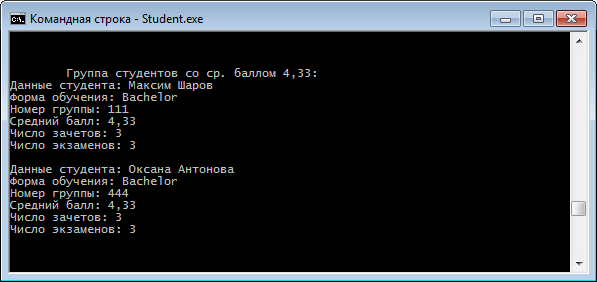 Командная строка - Student.exe
Группа студентов со ср. баллом 4,33:
Данные студента: Максим Шаров
Форма обучения: Bachelor
Номер группы: 111
Средний балл: 4,33
Число зачетов: 3
Число экзаменов: 3
Данные студента: Оксана Антонова
Форма обучения: Bachelor
Номер группы: 444
Средний балл: 4,33
Число зачетов: 3
Число экзаменов: 3